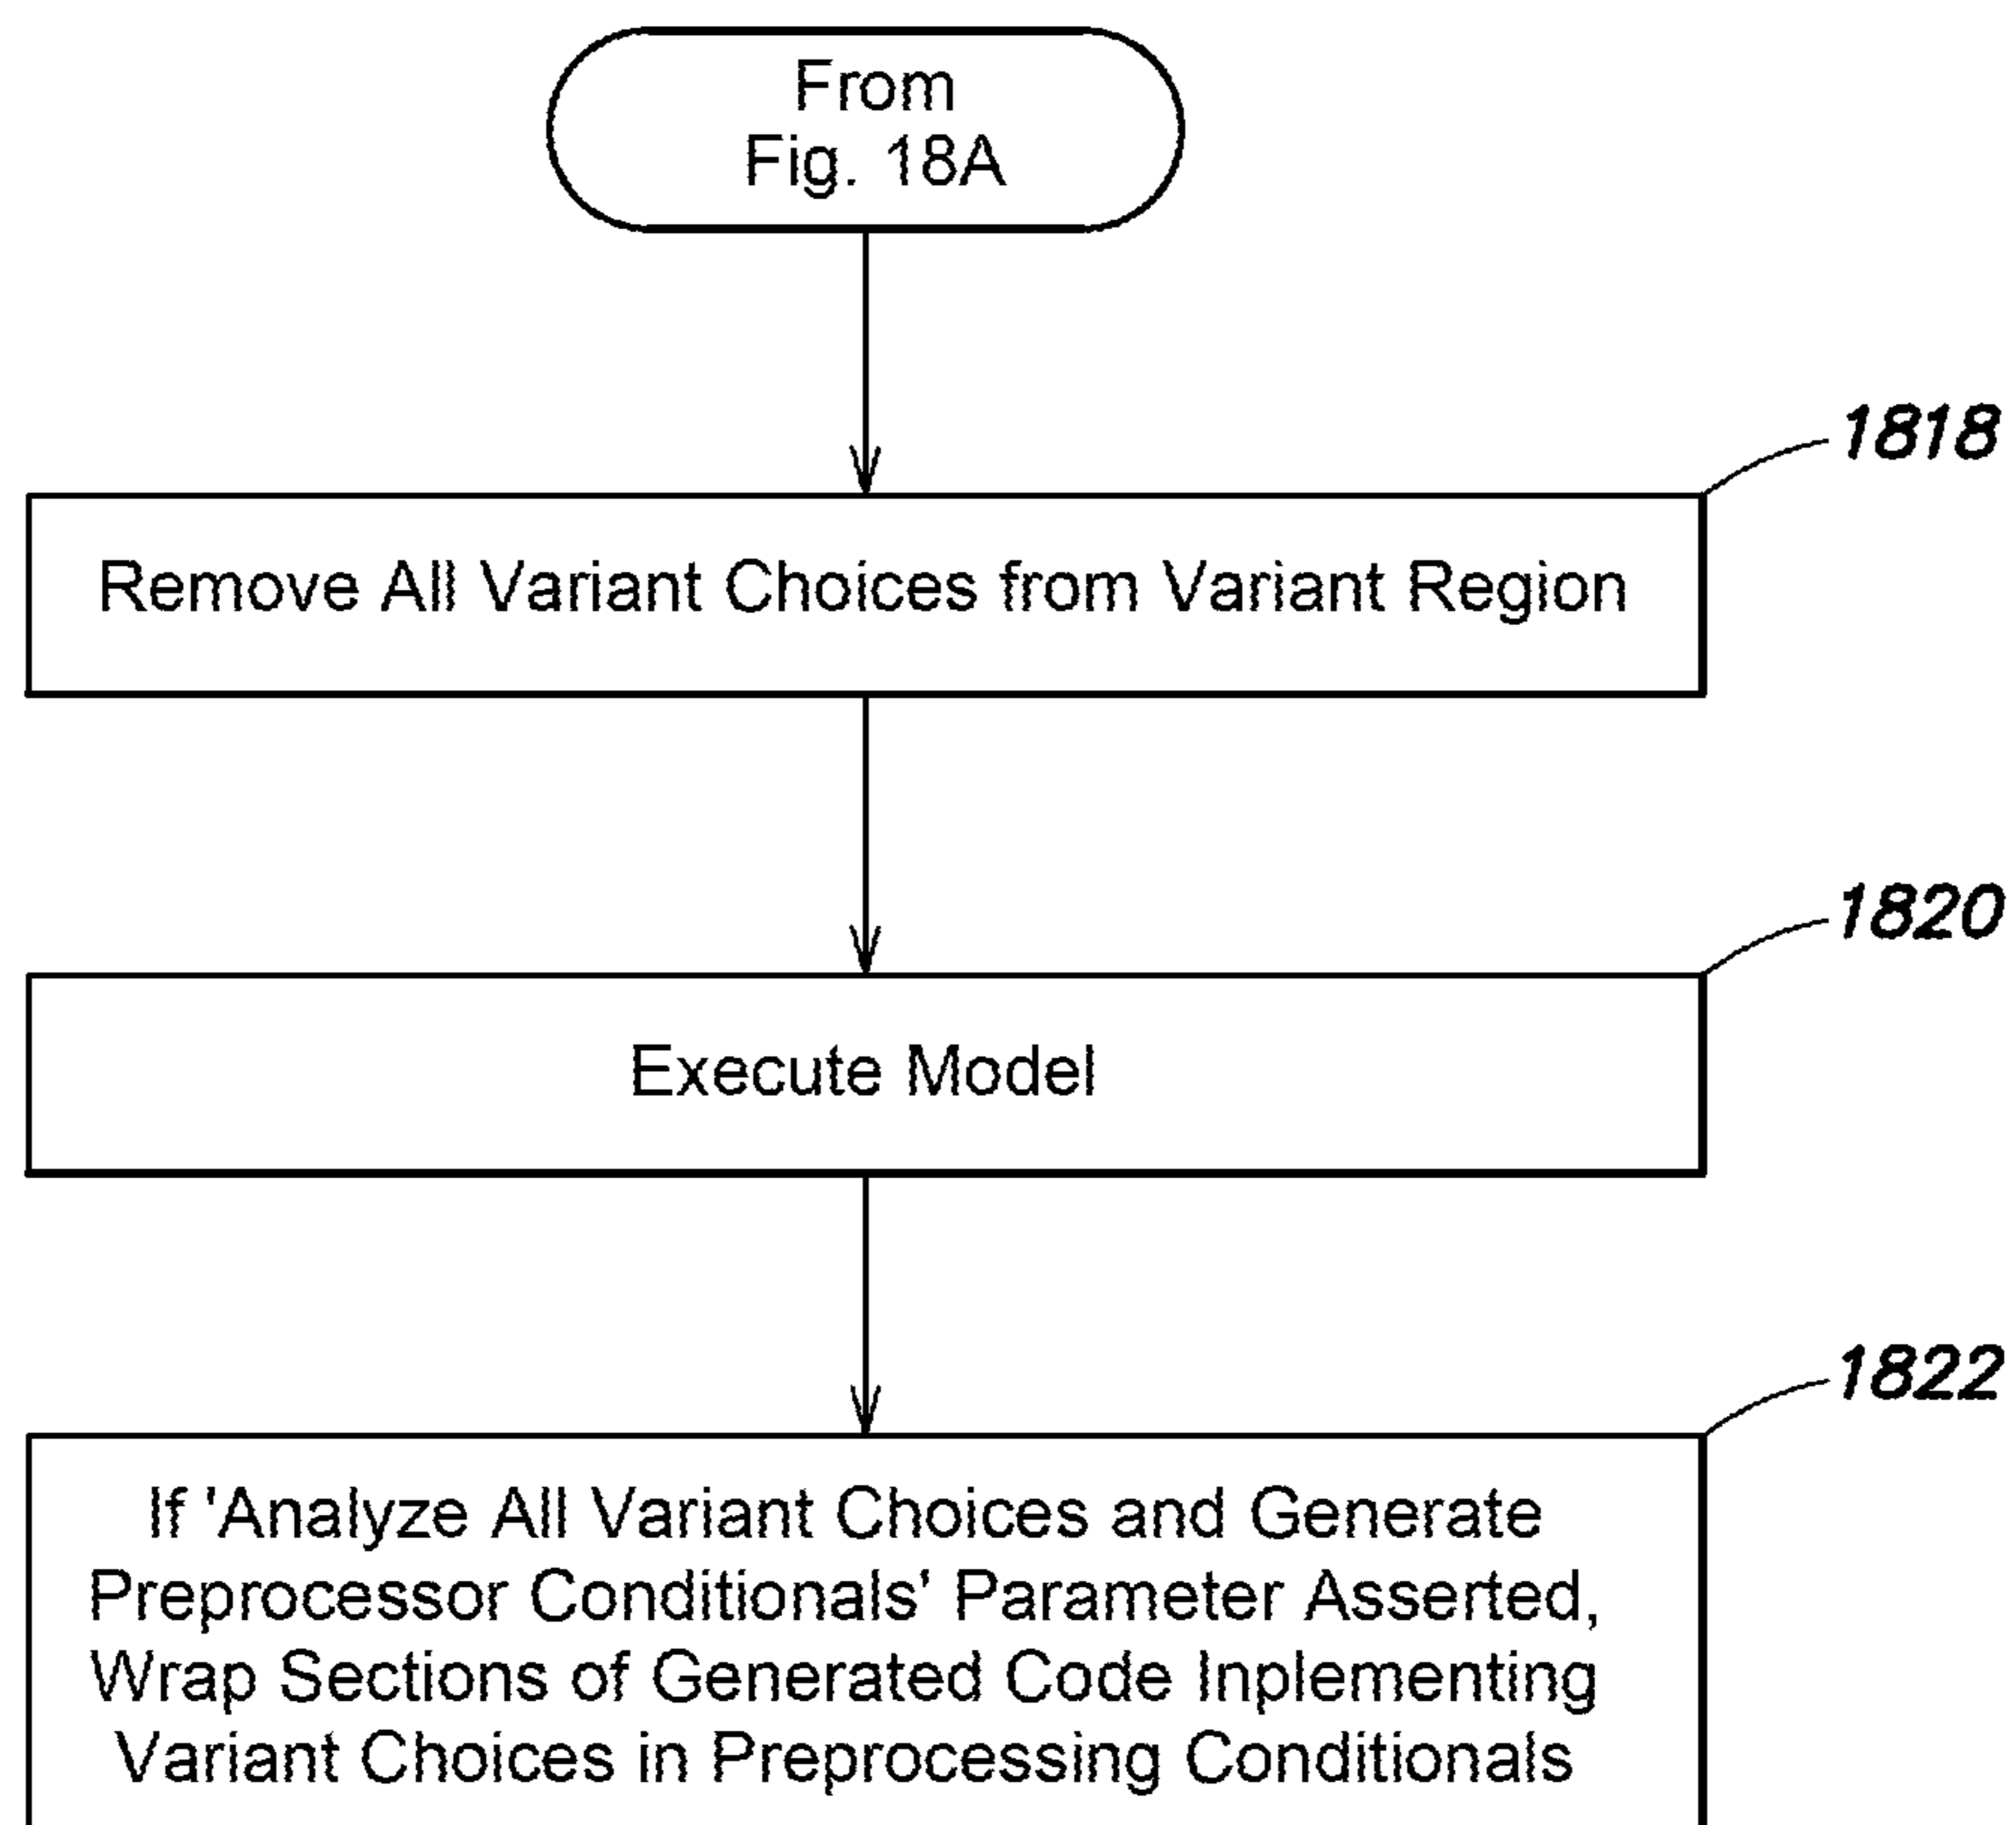 From
Fig. 18A
1818
Remove All Variant Choices from Variant Region
1820
Execute Model
1822
If 'Analyze All Variant Choices and Generate
Preprocessor Conditionals' Parameter Asserted,
Wrap Sections of Generated Code Inplementing
Variant Choices in Preprocessing Conditionals